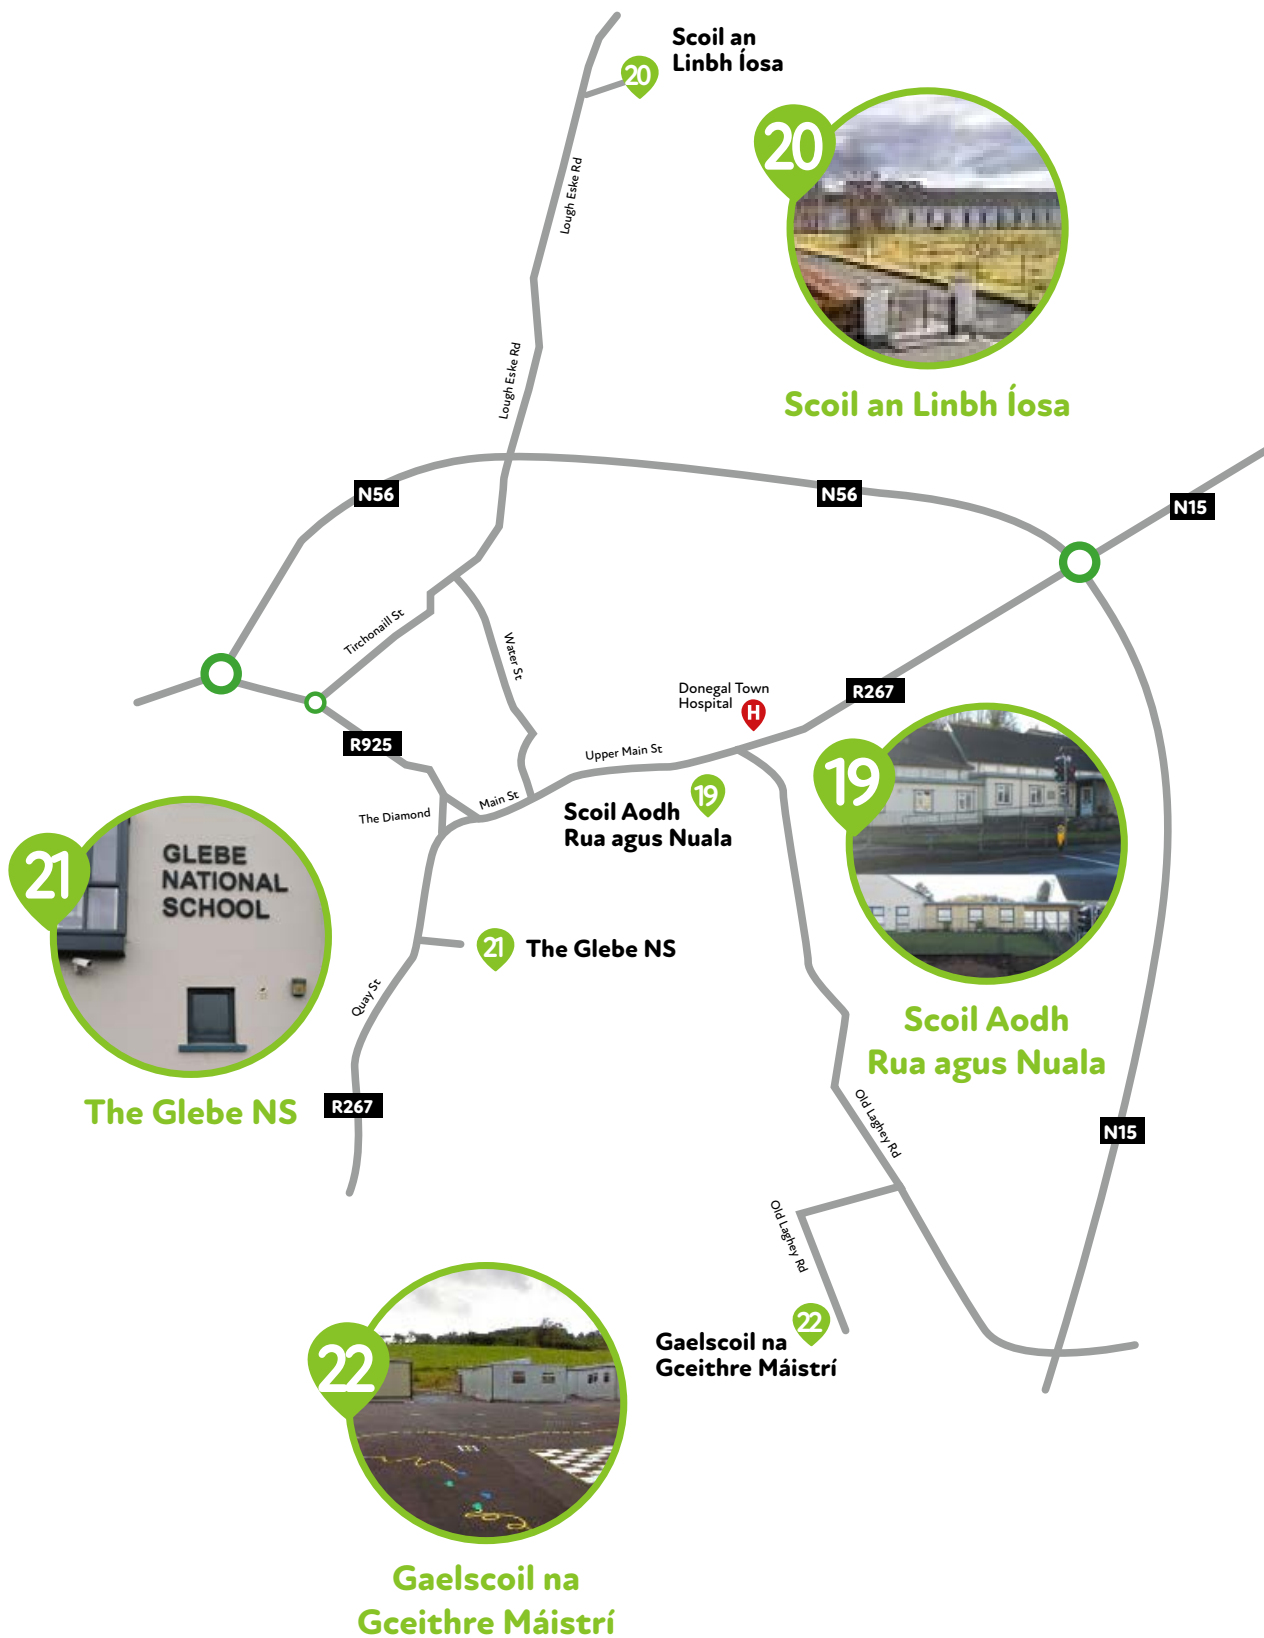 Scoil an
Linbh Íosa
20
20
Lough Eske Rd
Scoil an Linbh Íosa
Lough Eske Rd
N56
N56
N15
Tirchonaill St
Water St
Donegal Town
Hospital
H
R267
R925
Upper Main St
19
19
Main St
The Diamond
Scoil Aodh
Rua agus Nuala
21
GLEBE
NATIONAL
SCHOOL
21
The Glebe NS
Quay St
Scoil Aodh
Rua agus Nuala
The Glebe NS
R267
Old Laghey Rd
N15
Old Laghey Rd
22
Gaelscoil na
Gceithre Máistrí
22
Gaelscoil na
Gceithre Máistrí